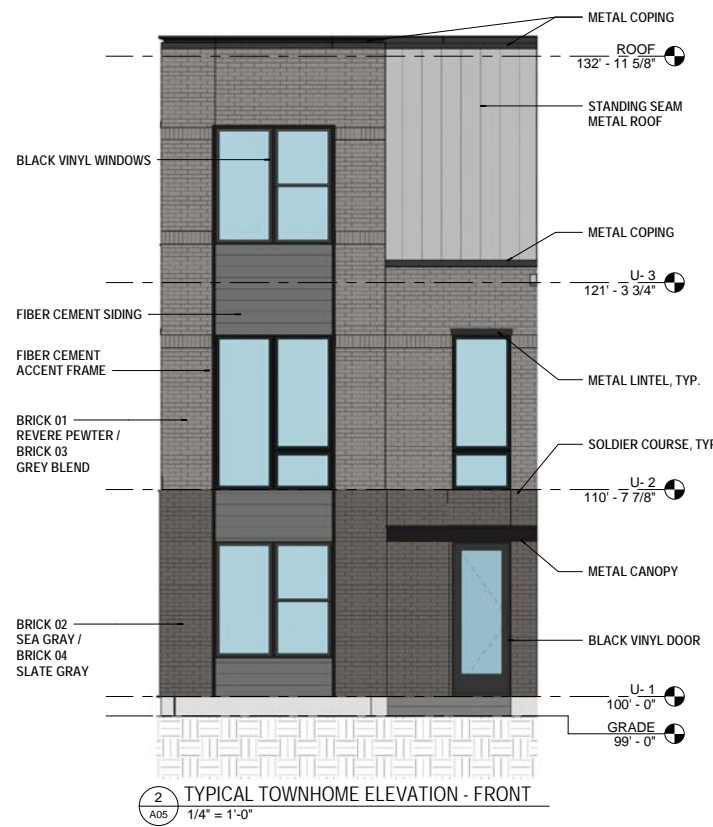 METAL COPING
ROOF
132' - 11 5/8"
STANDING SEAM
METAL ROOF
BLACK VINYL WINDOWS
METAL COPING
U- 3
121' - 3 3/4"
FIBER CEMENT SIDING
FIBER CEMENT
ACCENT FRAME
METAL LINTEL, TYP.
BRICK 01
REVERE PEWTER /
BRICK 03
GREY BLEND
SOLDIER COURSE, TYP
U- 2
110' - 7 7/8"
METAL CANOPY
BRICK 02
SEA GRAY /
BRICK 04
SLATE GRAY
BLACK VINYL DOOR
U- 1
100' - 0"
GRADE
99' - 0"
2
A05
TYPICAL TOWNHOME ELEVATION - FRONT
1/4" = 1'-0"